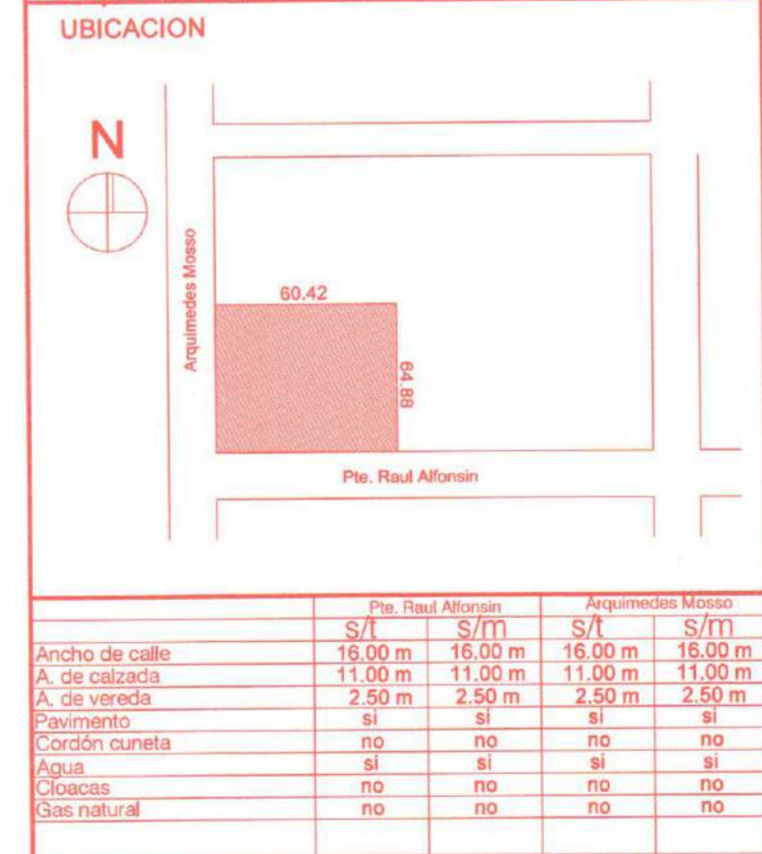 UBICACION
N
Arquimedes Mosso
60.42
64.88
Pte. Raul Alfonsin
Pte. Raul Alfonsin Arquimedes Mosso
s/t s/m s/t s/m
Ancho de calle 16.00 m 16.00 m 16.00 m 16.00 m
A. de calzada 11.00 m 11.00 m 11.00 m 11.00 m
A. de vereda 2.50 m 2.50 m 2.50 m 2.50 m
Pavimento si si si si
Cordón cuneta no no no no
Agua si si si si
Cloacas no no no no
Gas natural no no no no